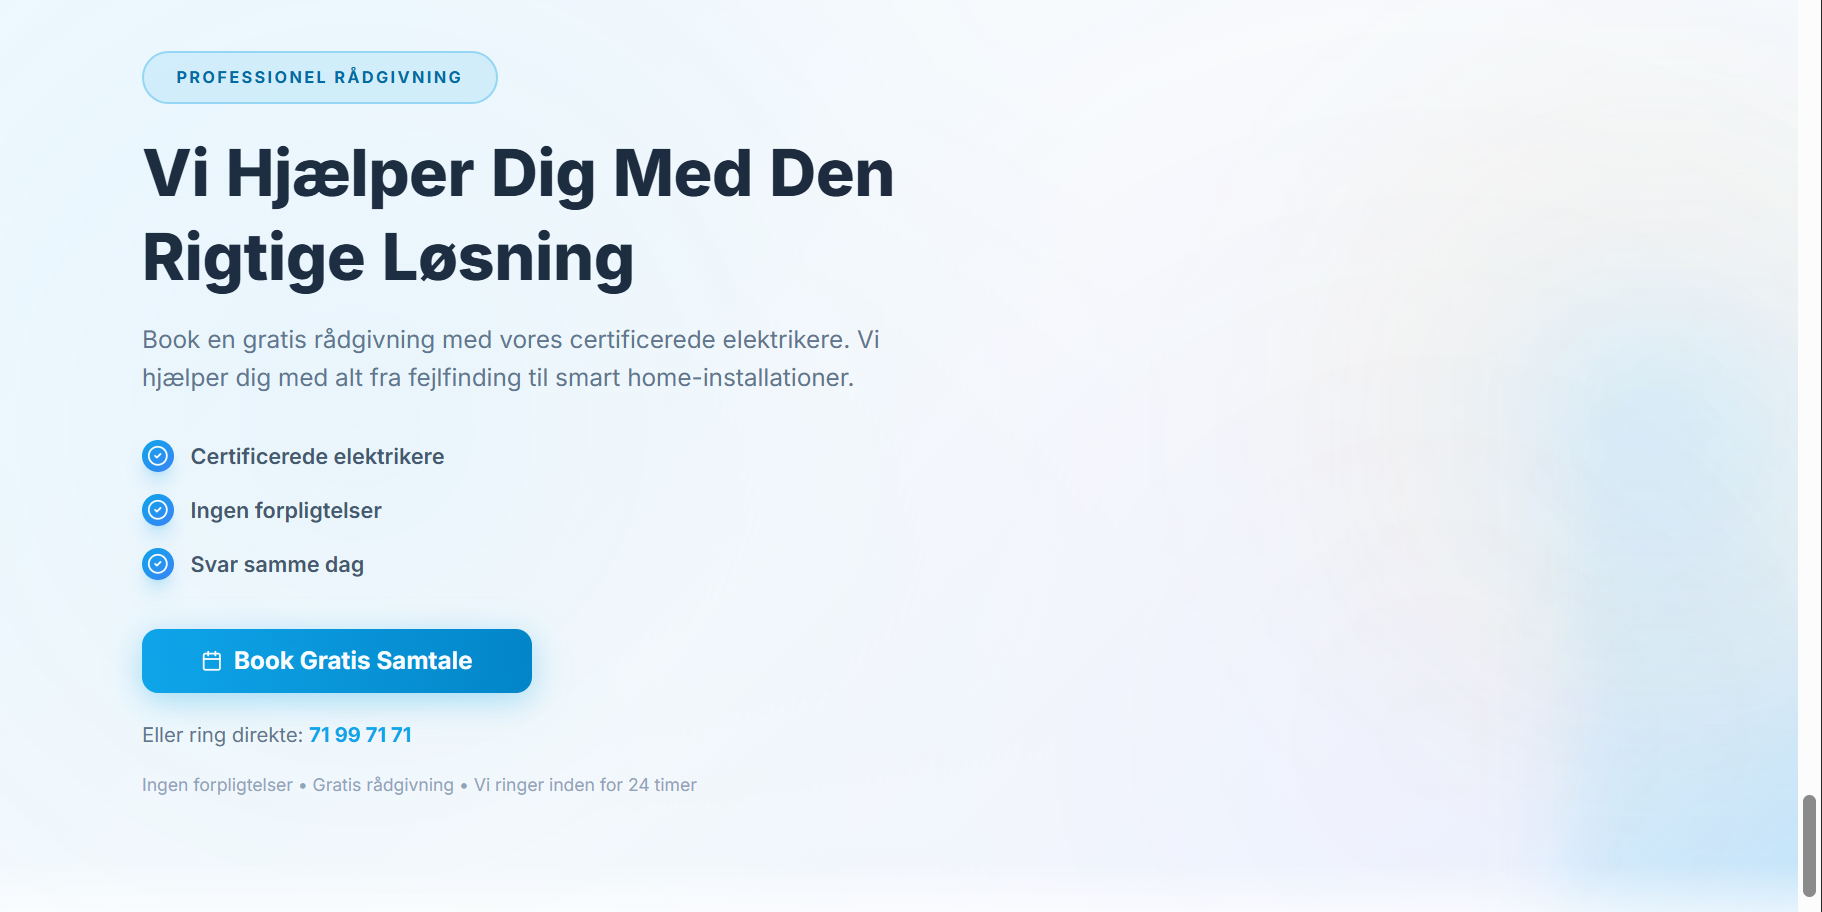 PROFESSIONEL RÅDGIVNING
Vi Hjælper Dig Med Den
Rigtige Løsning
Book en gratis rådgivning med vores certificerede elektrikere. Vi
hjælper dig med alt fra fejlfinding til smart home-installationer.
Certificerede elektrikere
Ingen forpligtelser
Svar samme dag
Book Gratis Samtale
Eller ring direkte: 71 99 71 71
Ingen forpligtelser • Gratis rådgivning • Vi ringer inden for 24 timer